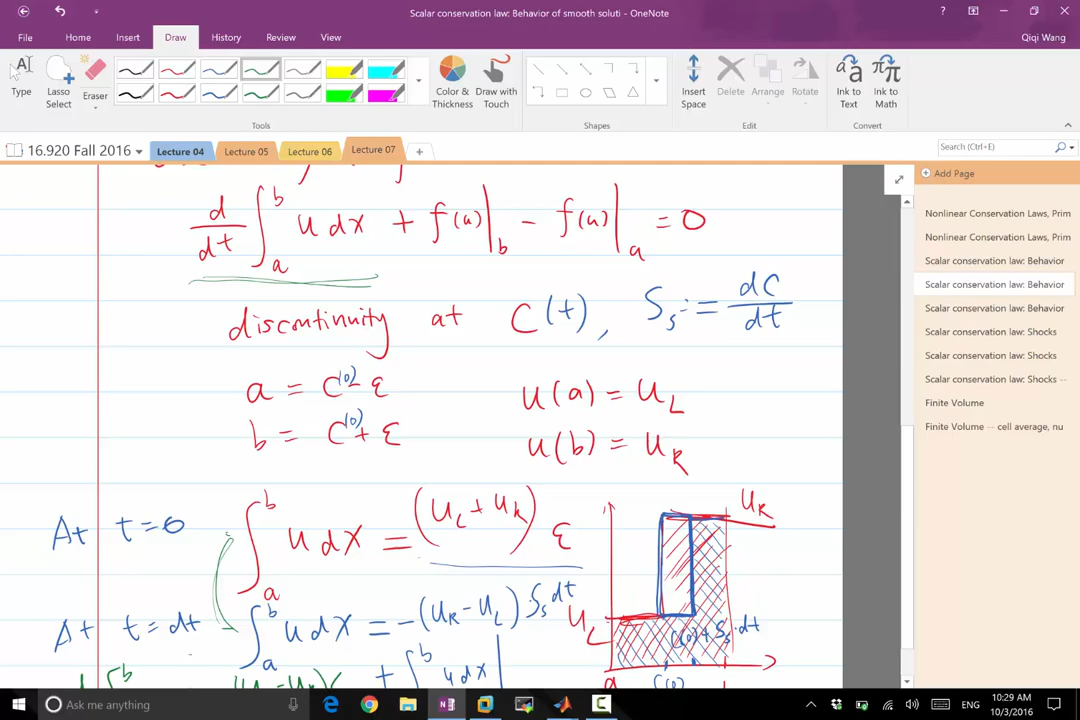 Scalar conservation law: Behavior of smooth soluti - OneNote
File Home Insert Draw History Review View
Qiqi Wang
Type
Lasso Select
Eraser
Color & Thickness
Draw with Touch
Insert Space
Delete
Arrange
Rotate
Ink to Text
Ink to Math
Tools
Shapes
Edit
Convert
16.920 Fall 2016
Lecture 04
Lecture 05
Lecture 06
Lecture 07
Search (Ctrl+E)
Add Page
Nonlinear Conservation Laws, Prim
Nonlinear Conservation Laws, Prim
Scalar conservation law: Behavior
Scalar conservation law: Behavior
Scalar conservation law: Behavior
Scalar conservation law: Shocks
Scalar conservation law: Shocks
Scalar conservation law: Shocks --
Finite Volume
Finite Volume -- cell average, nu
d/dt ∫_a^b u dx + f(u)|_b - f(u)|_a = 0
discontinuity at C(t), S_s := dC/dt
a = C(0) - ε u(a) = u_L
b = C(0) + ε u(b) = u_R
At t=0 ∫_a^b u dx = (u_L + u_R) ε
u_R
At t=dt ∫_a^b u dx = -(u_R - u_L) S_s dt
+ ∫_a^b u dx|
u_L
C(0)+S_s·dt
a
C(0)
Ask me anything
ENG
10:29 AM
10/3/2016